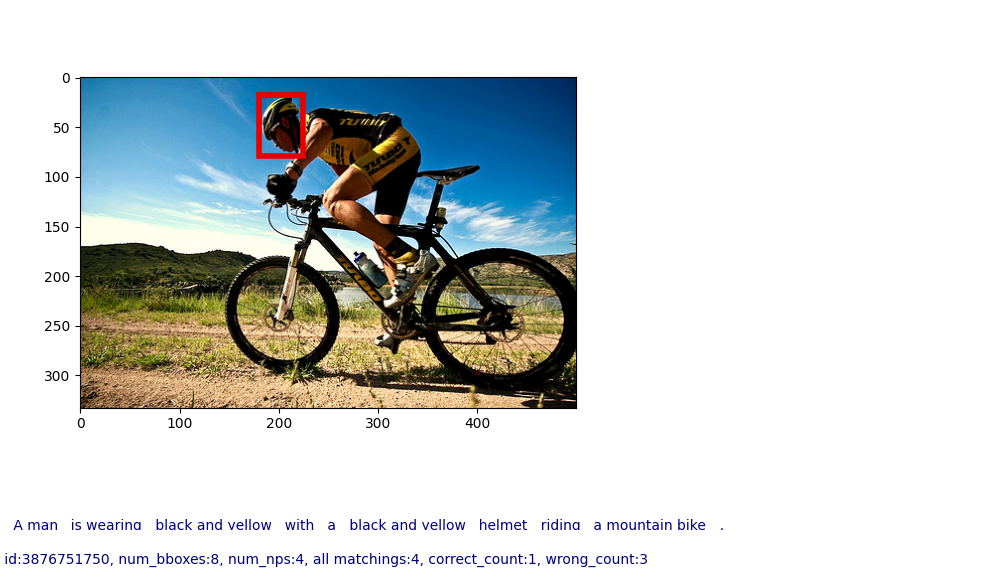 0
50
100
150
200
250
300
0 100 200 300 400
TURBO
A man is wearing black and yellow with a black and yellow helmet riding a mountain bike .
id:3876751750, num_bboxes:8, num_nps:4, all matchings:4, correct_count:1, wrong_count:3